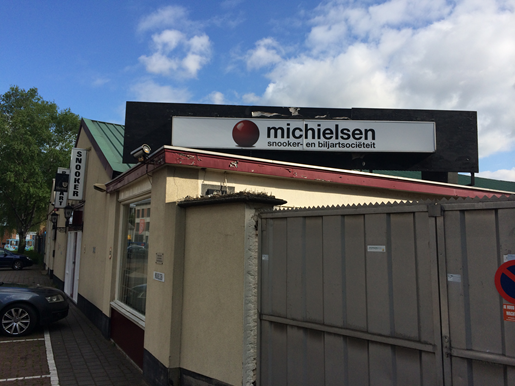 michielsen
snooker- en biljartsociëteit
SNOOKER